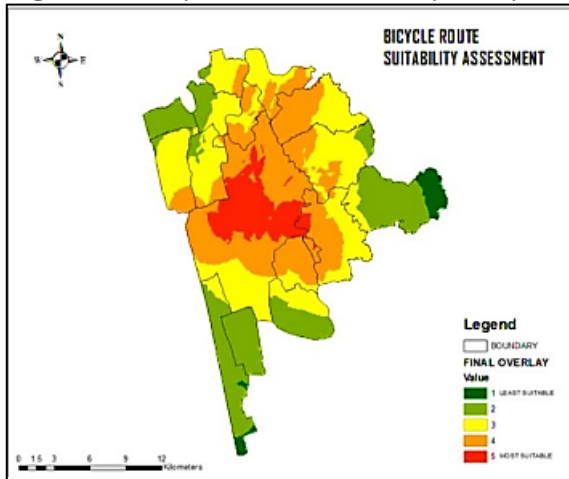 BICYCLE ROUTE
SUITABILITY ASSESSMENT
N
W E
S
Legend
BOUNDARY
FINAL OVERLAY
Value
1 LEAST SUITABLE
2
3
4
5 MOST SUITABLE
0 1.5 3 6 9 12
Kilometers